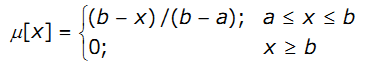 μ[x] = {(b − x) /(b − a); a ≤ x ≤ b
0; x ≥ b